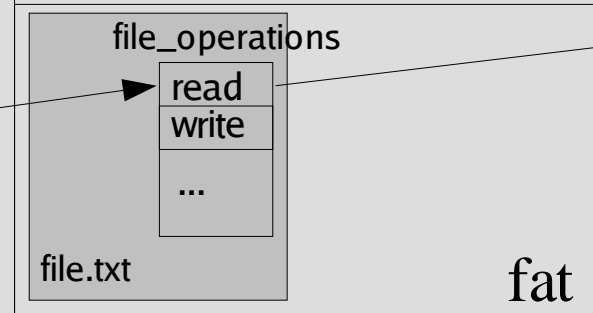 file_operations
read
write
...
file.txt
fat